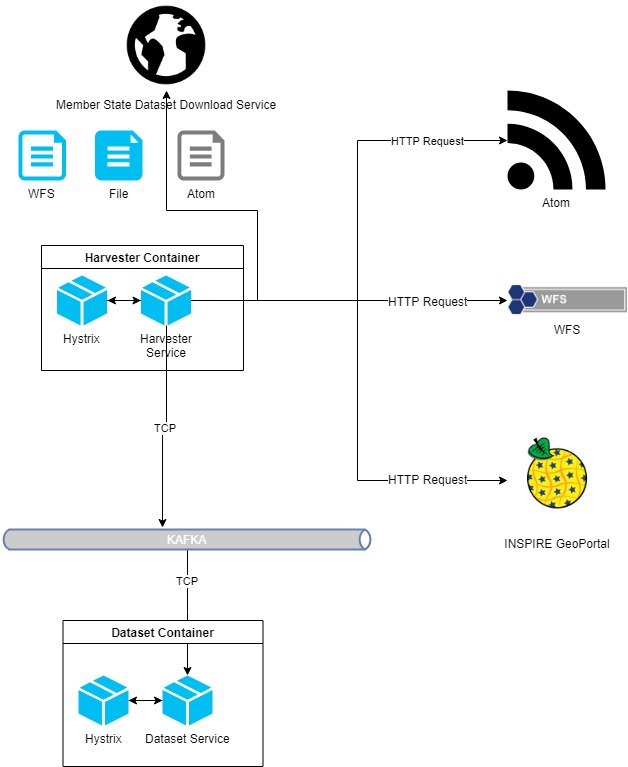 Member State Dataset Download Service
WFS
File
Atom
HTTP Request
Atom
Harvester Container
Hystrix
Harvester
Service
HTTP Request
WFS
WFS
TCP
HTTP Request
INSPIRE GeoPortal
KAFKA
TCP
Dataset Container
Hystrix
Dataset Service